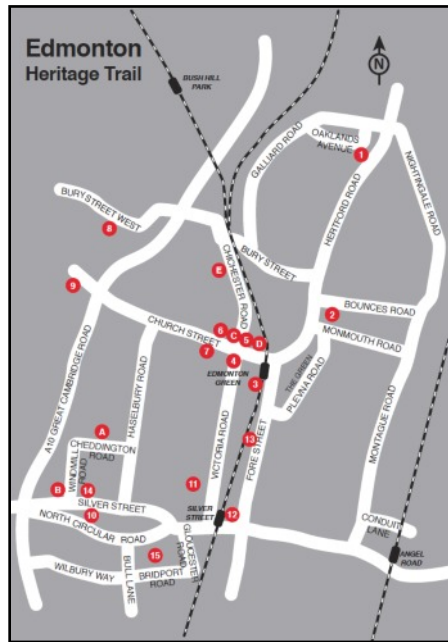 Edmonton
Heritage Trail
N
BUSH HILL
PARK
OAKLANDS
AVENUE
1
GALLIARD ROAD
HERTFORD ROAD
NIGHTINGALE ROAD
BURY STREET WEST
8
BURY STREET
E
CHICHESTER ROAD
9
BOUNCES ROAD
2
MONMOUTH ROAD
CHURCH STREET
6
C
5
D
7
4
EDMONTON
GREEN
3
THE GREEN
PLEVNA ROAD
A10 GREAT CAMBRIDGE ROAD
HASELBURY ROAD
VICTORIA ROAD
FORE STREET
MONTAGUE ROAD
A
CHEDDINGTON
ROAD
13
WINDMILL
ROAD
B
14
11
SILVER STREET
10
SILVER
STREET
12
NORTH CIRCULAR ROAD
CONDUIT
LANE
GLOUCESTER
ROAD
15
ANGEL
ROAD
WILBURY WAY
BULL LANE
BRIDPORT
ROAD